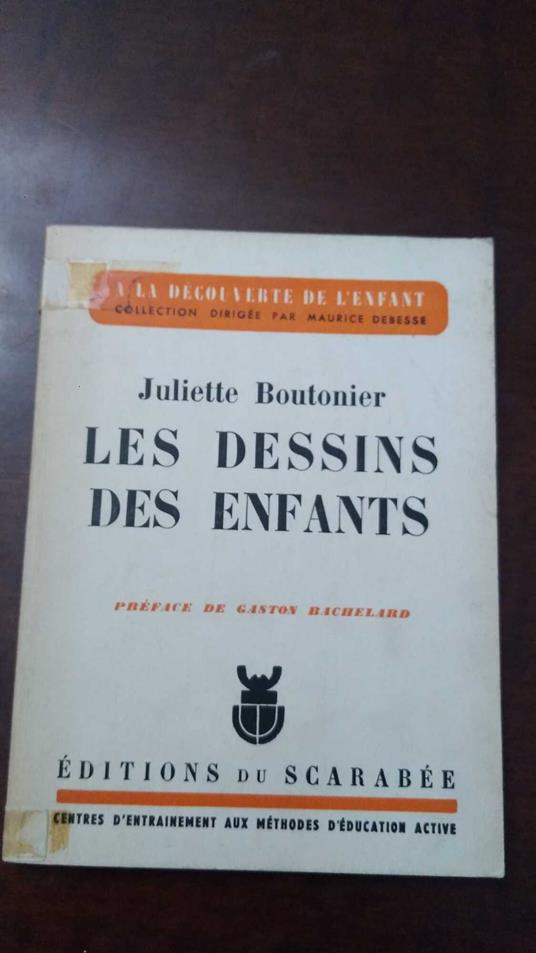 A LA DÉCOUVERTE DE L'ENFANT
COLLECTION DIRIGÉE PAR MAURICE DEBESSE
Juliette Boutonier
LES DESSINS
DES ENFANTS
PRÉFACE DE GASTON BACHELARD
ÉDITIONS DU SCARABÉE
CENTRES D'ENTRAINEMENT AUX MÉTHODES D'ÉDUCATION ACTIVE